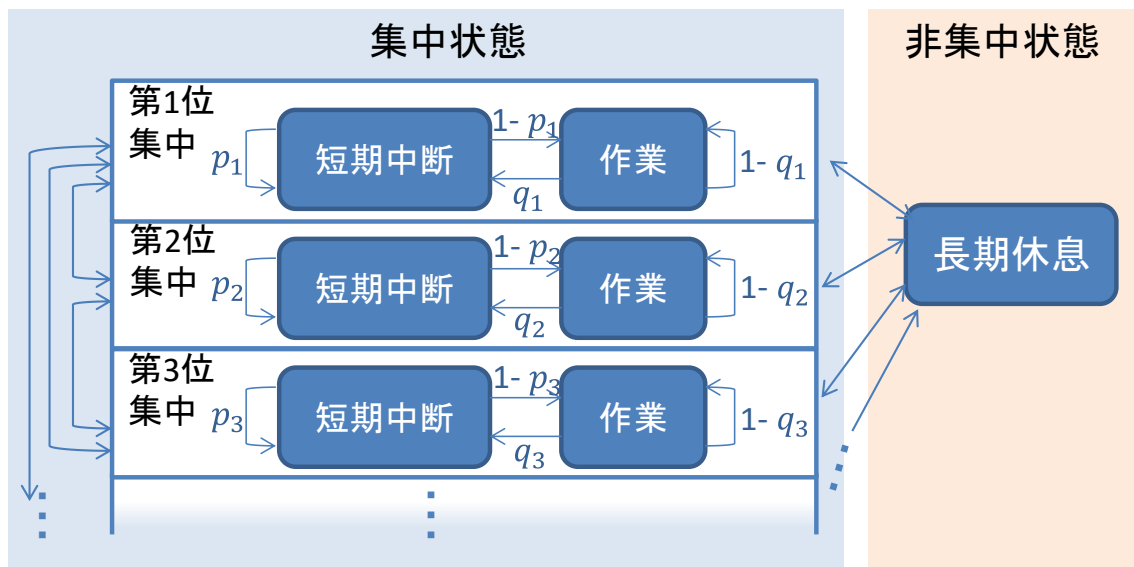 集中状態
非集中状態
第1位
集中
p₁
短期中断
1- p₁
q₁
作業
1- q₁
第2位
集中
p₂
短期中断
1- p₂
q₂
作業
1- q₂
長期休息
第3位
集中
p₃
短期中断
1- p₃
q₃
作業
1- q₃